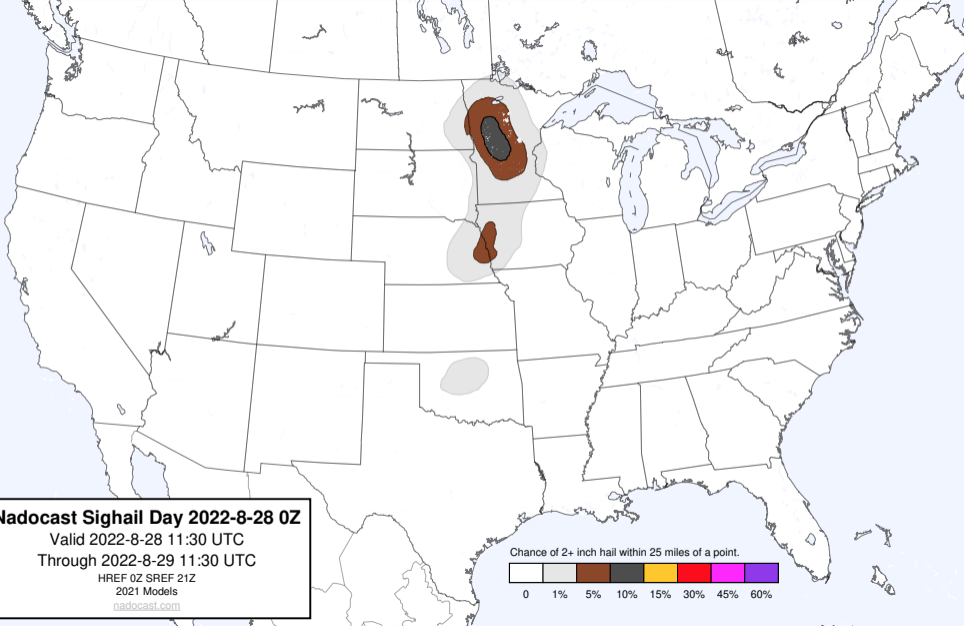 Nadocast Sighail Day 2022-8-28 0Z
Valid 2022-8-28 11:30 UTC
Through 2022-8-29 11:30 UTC
HREF 0Z SREF 21Z
2021 Models
nadocast.com
Chance of 2+ inch hail within 25 miles of a point.
0 1% 5% 10% 15% 30% 45% 60%